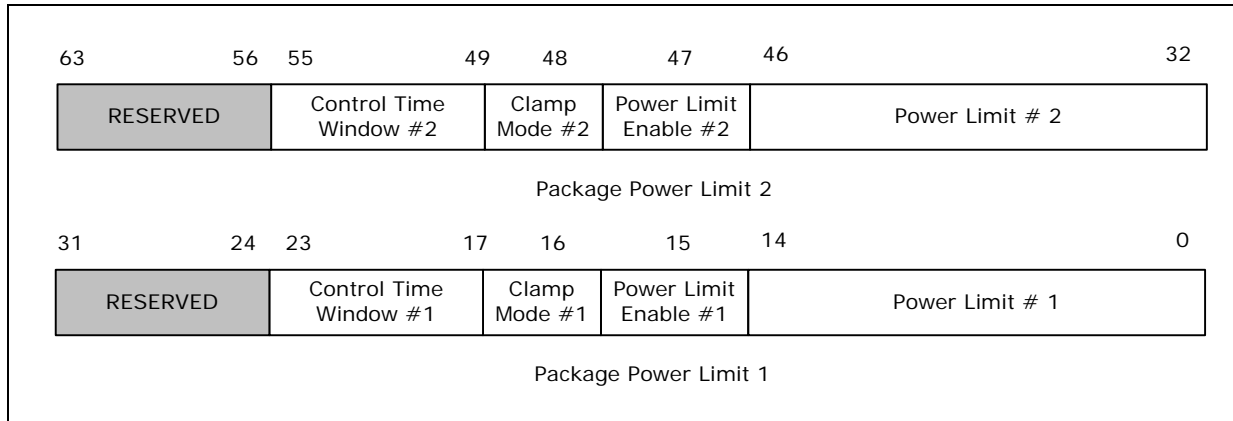 63 56 55 49 48 47 46 32
RESERVED
Control Time
Window #2
Clamp
Mode #2
Power Limit
Enable #2
Power Limit # 2
Package Power Limit 2
31 24 23 17 16 15 14 0
RESERVED
Control Time
Window #1
Clamp
Mode #1
Power Limit
Enable #1
Power Limit # 1
Package Power Limit 1